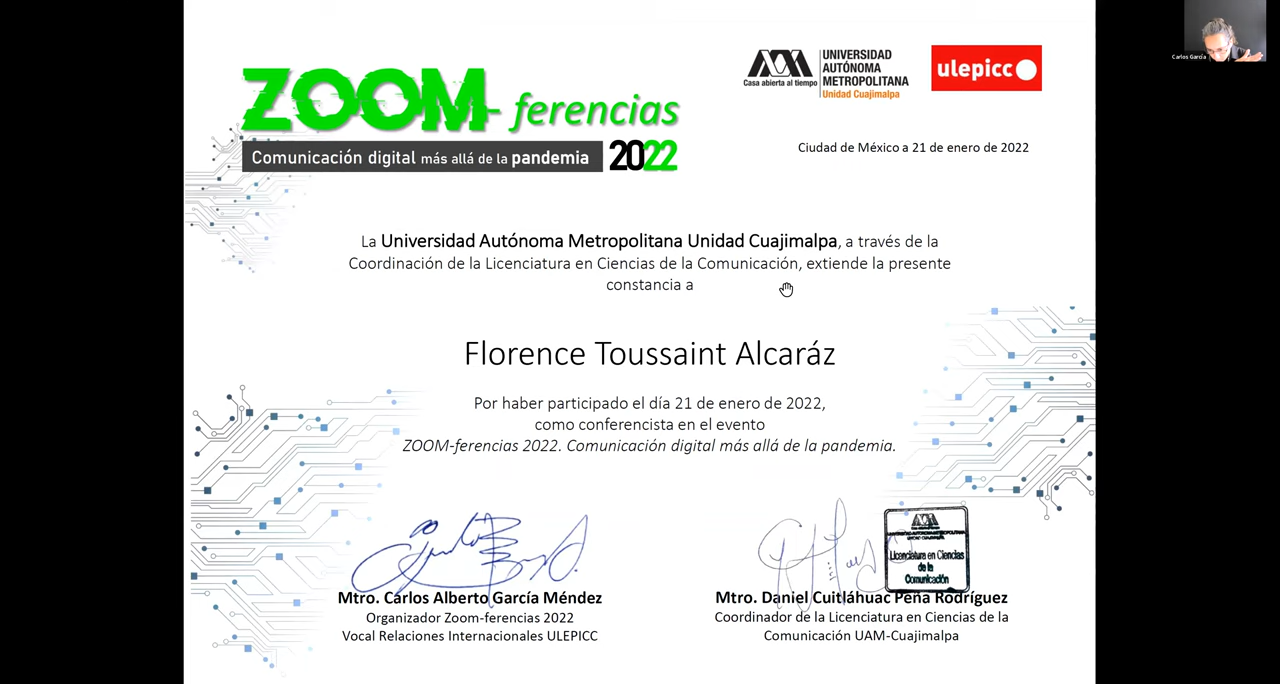 Carlos García
ZOOM-ferencias
Comunicación digital más allá de la pandemia 2022
UNIVERSIDAD
AUTÓNOMA
METROPOLITANA
Casa abierta al tiempo Unidad Cuajimalpa
ulepicc
Ciudad de México a 21 de enero de 2022
La Universidad Autónoma Metropolitana Unidad Cuajimalpa, a través de la
Coordinación de la Licenciatura en Ciencias de la Comunicación, extiende la presente
constancia a
Florence Toussaint Alcaráz
Por haber participado el día 21 de enero de 2022,
como conferencista en el evento
ZOOM-ferencias 2022. Comunicación digital más allá de la pandemia.
Licenciatura en Ciencias
de la
Comunicación
Mtro. Carlos Alberto García Méndez
Organizador Zoom-ferencias 2022
Vocal Relaciones Internacionales ULEPICC
Mtro. Daniel Cuitláhuac Peña Rodríguez
Coordinador de la Licenciatura en Ciencias de la
Comunicación UAM-Cuajimalpa